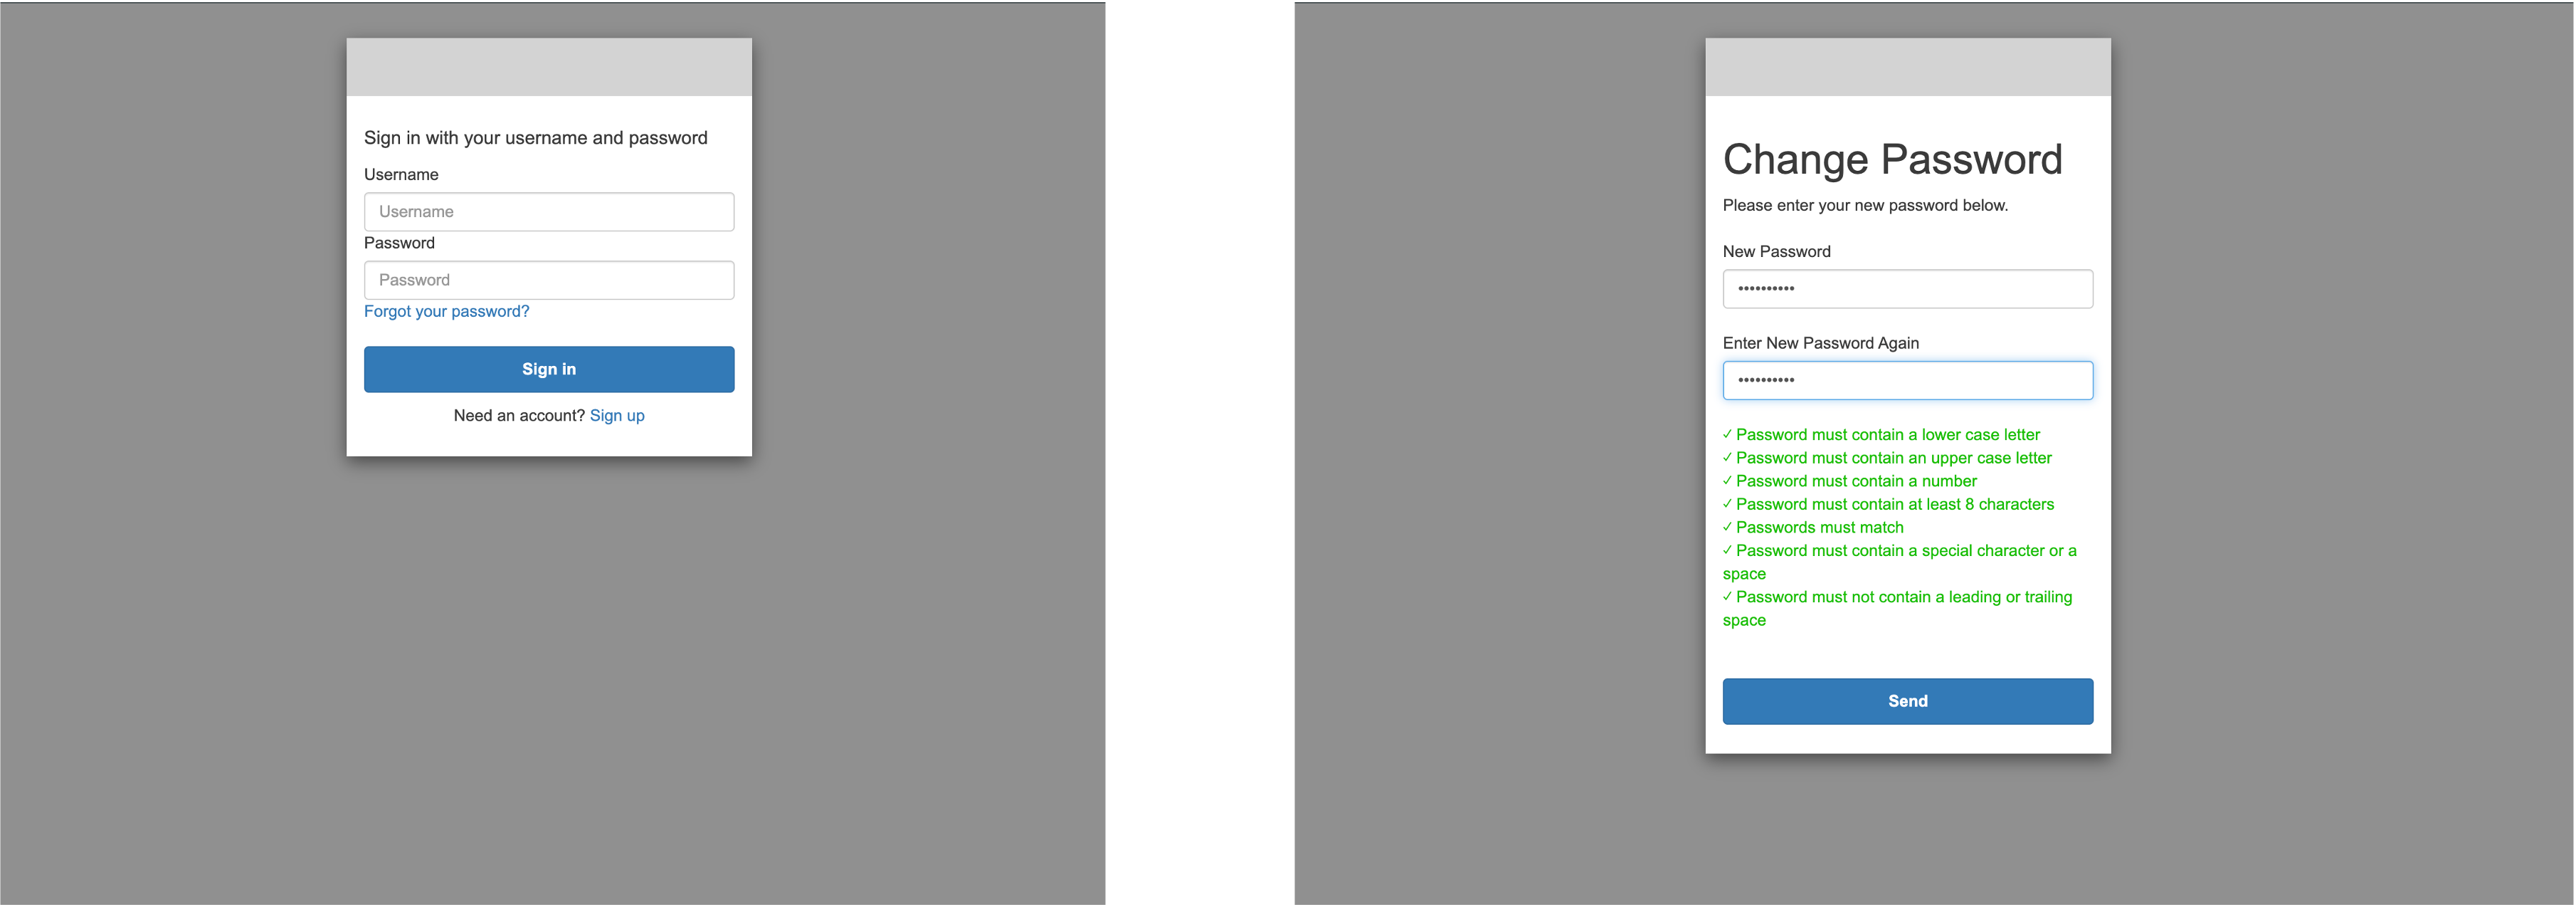 Sign in with your username and password
Username
Username
Password
Password
Forgot your password?
Sign in
Need an account? Sign up
Change Password
Please enter your new password below.
New Password
••••••••••
Enter New Password Again
••••••••••
✓ Password must contain a lower case letter
✓ Password must contain an upper case letter
✓ Password must contain a number
✓ Password must contain at least 8 characters
✓ Passwords must match
✓ Password must contain a special character or a
space
✓ Password must not contain a leading or trailing
space
Send